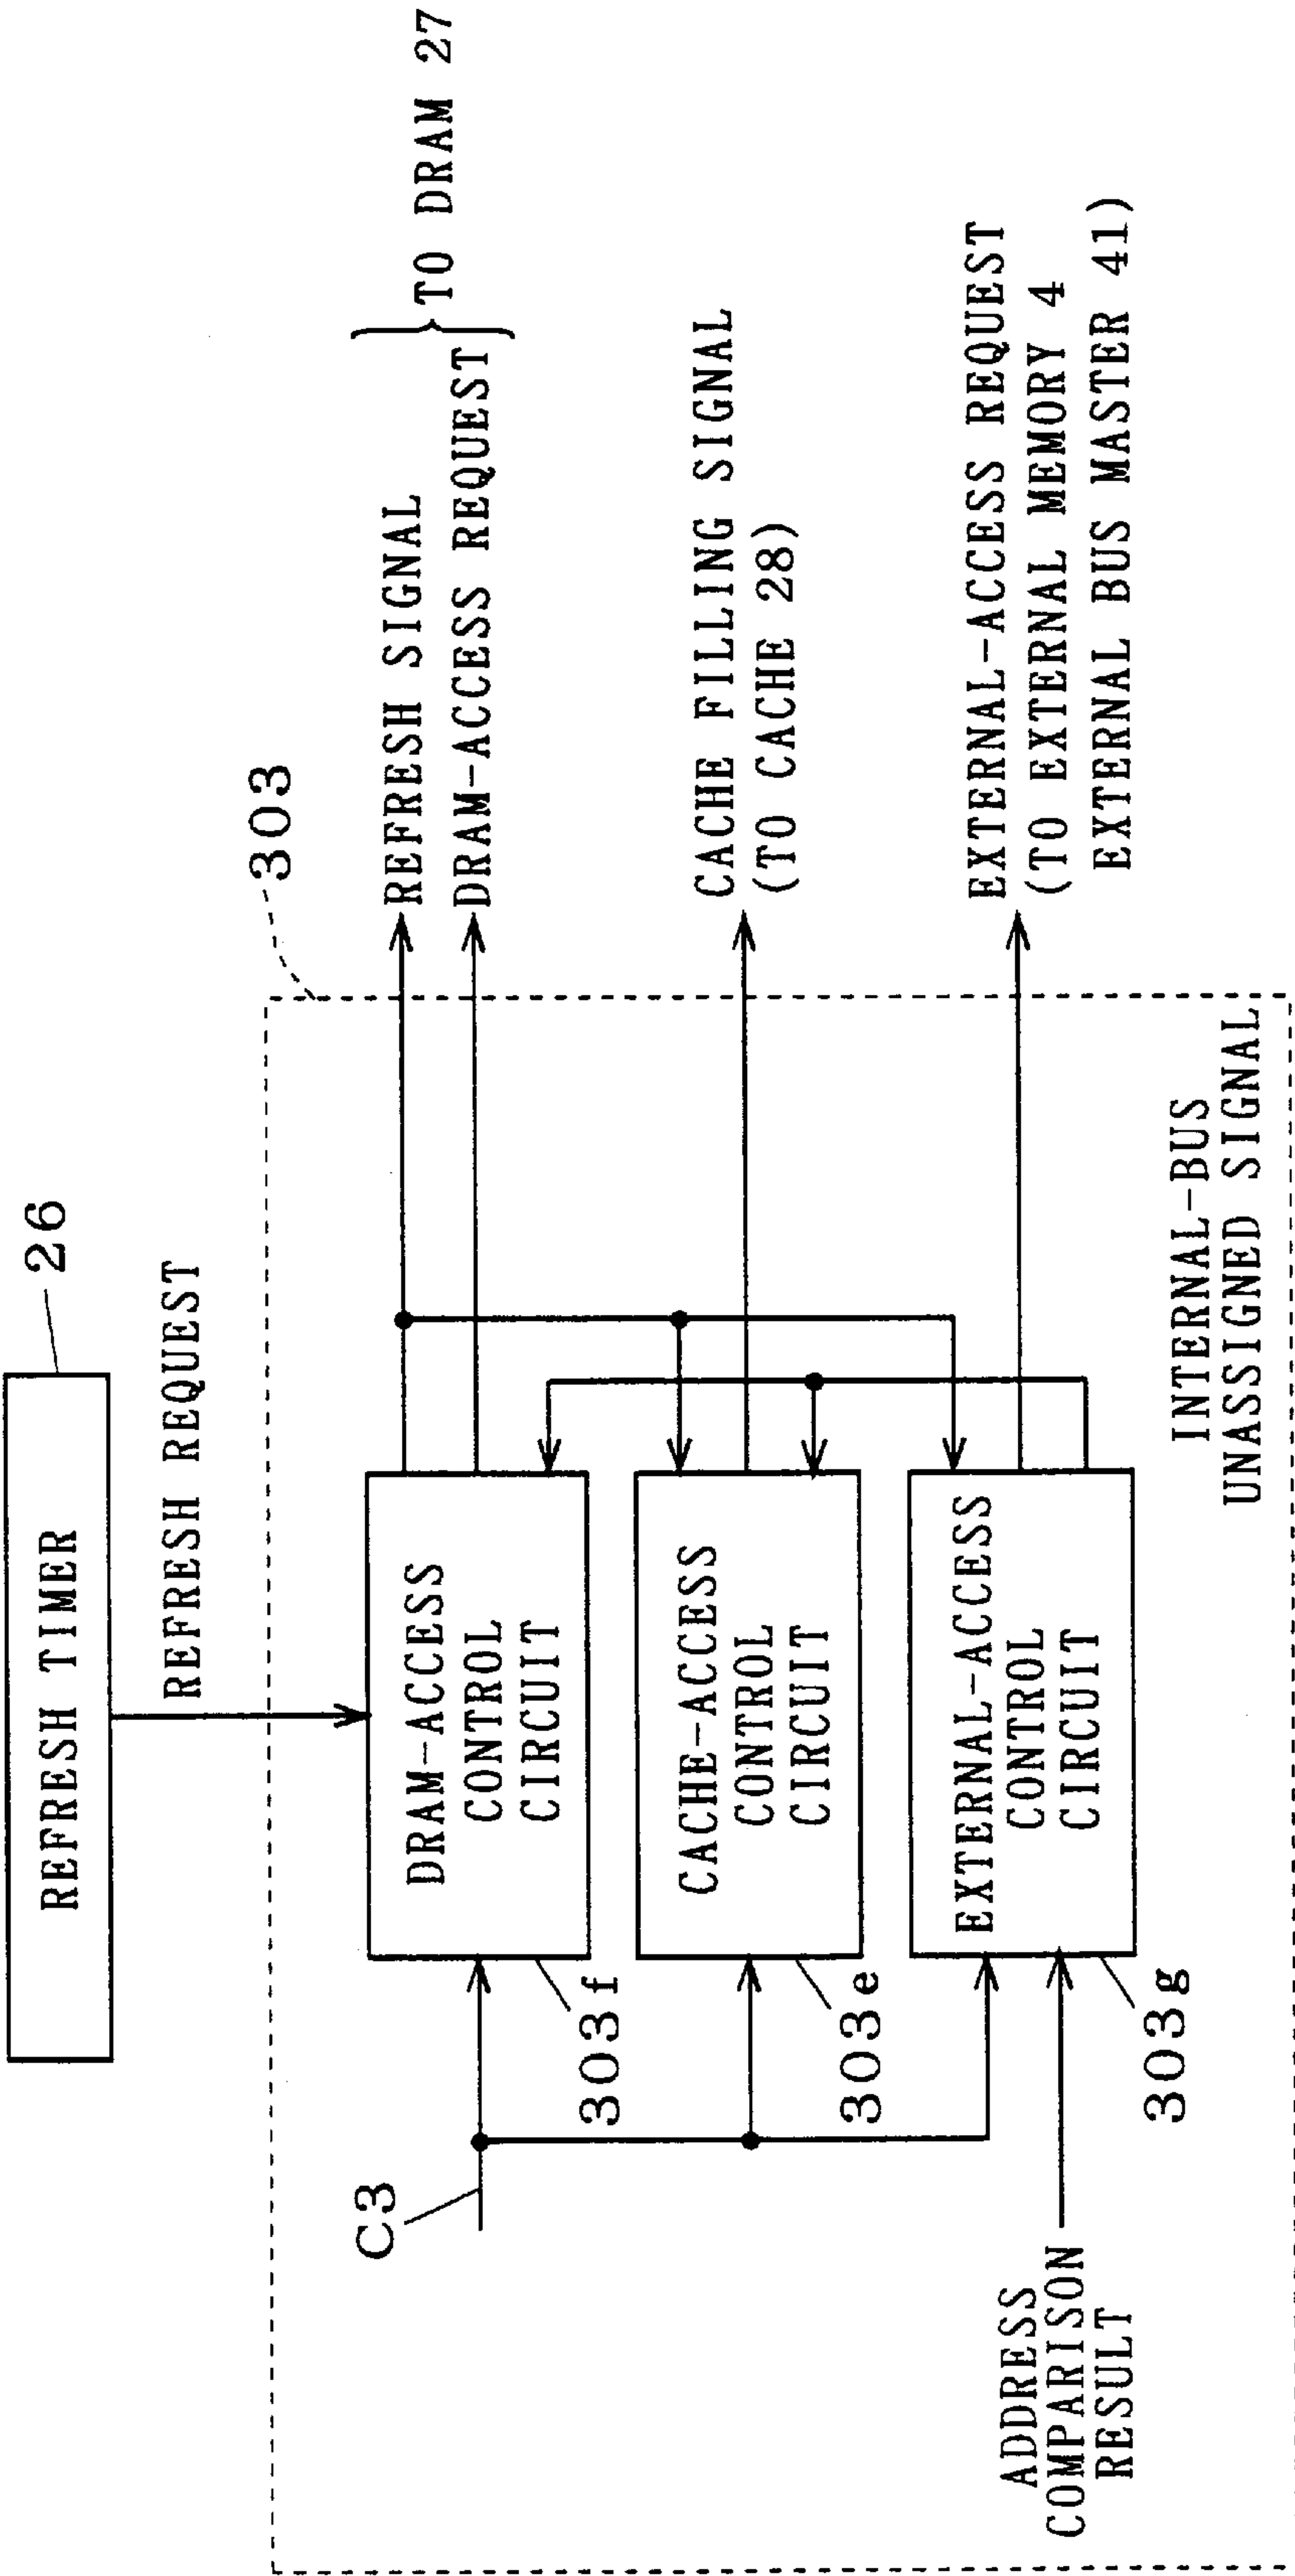 REFRESH TIMER
26
REFRESH REQUEST
303
REFRESH SIGNAL
DRAM-ACCESS REQUEST
TO DRAM 27
C3
DRAM-ACCESS
CONTROL
CIRCUIT
303f
CACHE-ACCESS
CONTROL
CIRCUIT
303e
CACHE FILLING SIGNAL
(TO CACHE 28)
EXTERNAL-ACCESS
CONTROL
CIRCUIT
303g
EXTERNAL-ACCESS REQUEST
(TO EXTERNAL MEMORY 4
EXTERNAL BUS MASTER 41)
ADDRESS
COMPARISON
RESULT
INTERNAL-BUS
UNASSIGNED SIGNAL